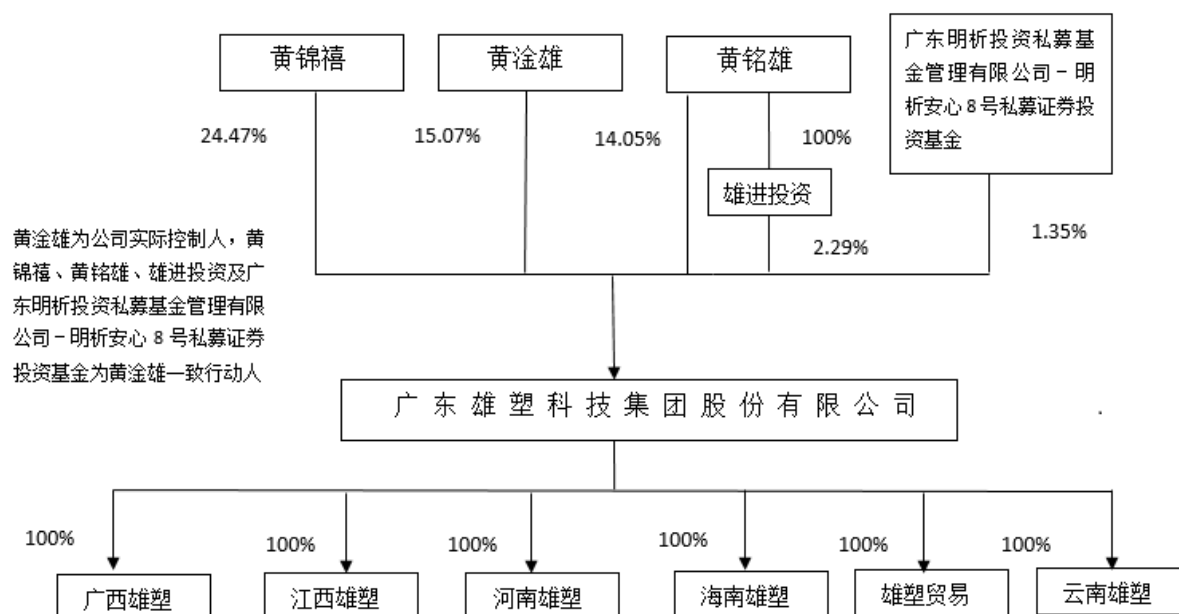 黄锦禧
黄淦雄
黄铭雄
广东明析投资私募基
金管理有限公司－明
析安心 8 号私募证券投
资基金
24.47%
15.07%
14.05%
100%
雄进投资
2.29%
1.35%
黄淦雄为公司实际控制人，黄
锦禧、黄铭雄、雄进投资及广
东明析投资私募基金管理有限
公司－明析安心 8 号私募证券
投资基金为黄淦雄一致行动人
广东雄塑科技集团股份有限公司
.
100%
100%
100%
100%
100%
100%
广西雄塑
江西雄塑
河南雄塑
海南雄塑
雄塑贸易
云南雄塑